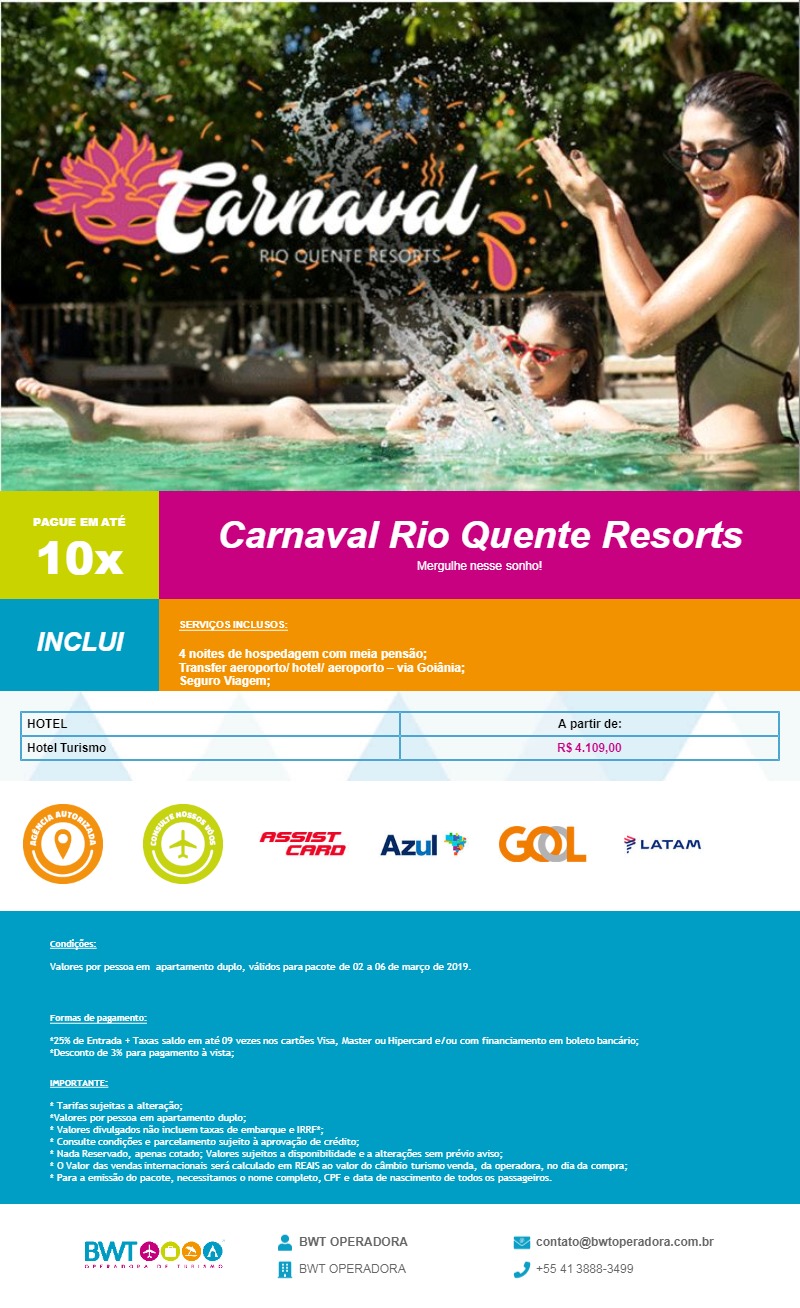 Carnaval
RIO QUENTE RESORTS
PAGUE EM ATÉ
10x
Carnaval Rio Quente Resorts
Mergulhe nesse sonho!
INCLUI
SERVIÇOS INCLUSOS:
4 noites de hospedagem com meia pensão;
Transfer aeroporto/ hotel/ aeroporto – via Goiânia;
Seguro Viagem;
HOTEL
A partir de:
Hotel Turismo
R$ 4.109,00
AGÊNCIA AUTORIZADA
CONSULTE NOSSOS VÔOS
ASSIST
CARD
Azul
GOL
LATAM
Condições:
Valores por pessoa em apartamento duplo, válidos para pacote de 02 a 06 de março de 2019.
Formas de pagamento:
*25% de Entrada + Taxas saldo em até 09 vezes nos cartões Visa, Master ou Hipercard e/ou com financiamento em boleto bancário;
*Desconto de 3% para pagamento à vista;
IMPORTANTE:
* Tarifas sujeitas a alteração;
*Valores por pessoa em apartamento duplo;
* Valores divulgados não incluem taxas de embarque e IRRF*;
* Consulte condições e parcelamento sujeito à aprovação de crédito;
* Nada Reservado, apenas cotado; Valores sujeitos a disponibilidade e a alterações sem prévio aviso;
* O Valor das vendas internacionais será calculado em REAIS ao valor do câmbio turismo venda, da operadora, no dia da compra;
* Para a emissão do pacote, necessitamos o nome completo, CPF e data de nascimento de todos os passageiros.
BWT
OPERADORA DE TURISMO
BWT OPERADORA
contato@bwtoperadora.com.br
BWT OPERADORA
+55 41 3888-3499